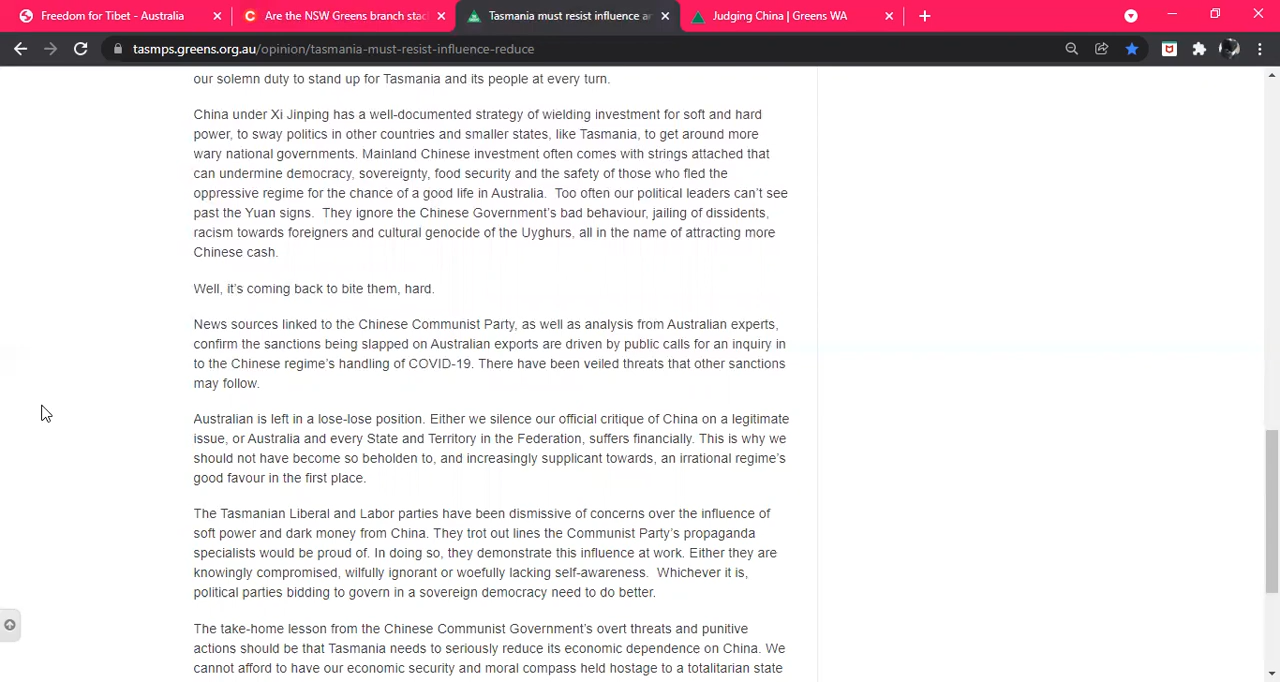 Freedom for Tibet - Australia
Are the NSW Greens branch stac
Tasmania must resist influence an
Judging China | Greens WA
tasmps.greens.org.au/opinion/tasmania-must-resist-influence-reduce
our solemn duty to stand up for Tasmania and its people at every turn.
China under Xi Jinping has a well-documented strategy of wielding investment for soft and hard
power, to sway politics in other countries and smaller states, like Tasmania, to get around more
wary national governments. Mainland Chinese investment often comes with strings attached that
can undermine democracy, sovereignty, food security and the safety of those who fled the
oppressive regime for the chance of a good life in Australia.  Too often our political leaders can't see
past the Yuan signs.  They ignore the Chinese Government's bad behaviour, jailing of dissidents,
racism towards foreigners and cultural genocide of the Uyghurs, all in the name of attracting more
Chinese cash.
Well, it's coming back to bite them, hard.
News sources linked to the Chinese Communist Party, as well as analysis from Australian experts,
confirm the sanctions being slapped on Australian exports are driven by public calls for an inquiry in
to the Chinese regime's handling of COVID-19. There have been veiled threats that other sanctions
may follow.
Australian is left in a lose-lose position. Either we silence our official critique of China on a legitimate
issue, or Australia and every State and Territory in the Federation, suffers financially. This is why we
should not have become so beholden to, and increasingly supplicant towards, an irrational regime's
good favour in the first place.
The Tasmanian Liberal and Labor parties have been dismissive of concerns over the influence of
soft power and dark money from China. They trot out lines the Communist Party's propaganda
specialists would be proud of. In doing so, they demonstrate this influence at work. Either they are
knowingly compromised, wilfully ignorant or woefully lacking self-awareness.  Whichever it is,
political parties bidding to govern in a sovereign democracy need to do better.
The take-home lesson from the Chinese Communist Government's overt threats and punitive
actions should be that Tasmania needs to seriously reduce its economic dependence on China. We
cannot afford to have our economic security and moral compass held hostage to a totalitarian state